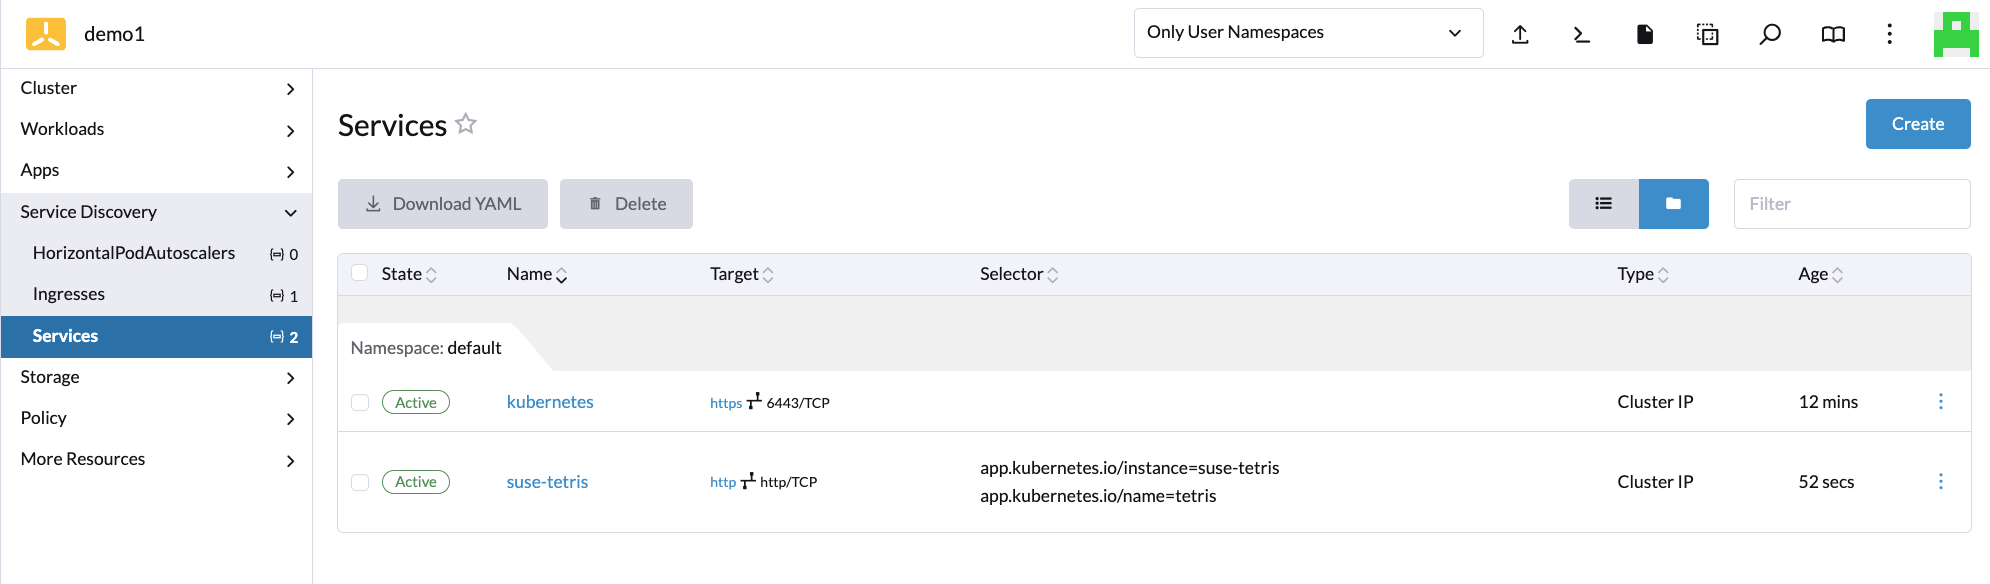 demo1
Only User Namespaces
Cluster
Workloads
Apps
Service Discovery
HorizontalPodAutoscalers 0
Ingresses 1
Services 2
Storage
Policy
More Resources
Services
Create
Download YAML
Delete
Filter
State Name Target Selector Type Age
Namespace: default
Active kubernetes https 6443/TCP Cluster IP 12 mins
Active suse-tetris http http/TCP app.kubernetes.io/instance=suse-tetris Cluster IP 52 secs
app.kubernetes.io/name=tetris